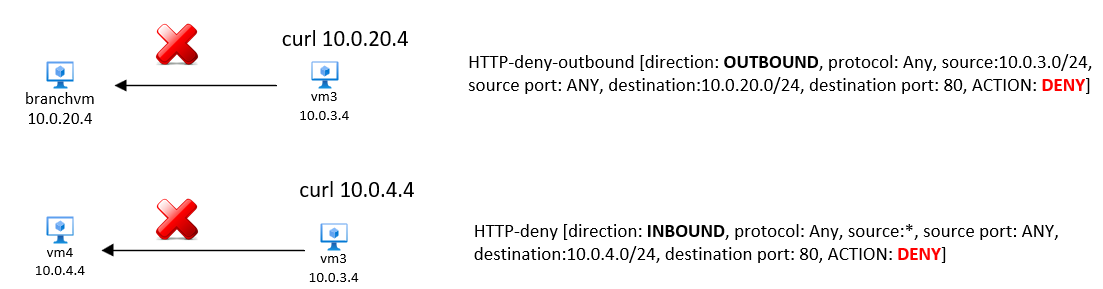 curl 10.0.20.4
branchvm
10.0.20.4
vm3
10.0.3.4
HTTP-deny-outbound [direction: OUTBOUND, protocol: Any, source:10.0.3.0/24,
source port: ANY, destination:10.0.20.0/24, destination port: 80, ACTION: DENY]
curl 10.0.4.4
vm4
10.0.4.4
vm3
10.0.3.4
HTTP-deny [direction: INBOUND, protocol: Any, source:*, source port: ANY,
destination:10.0.4.0/24, destination port: 80, ACTION: DENY]